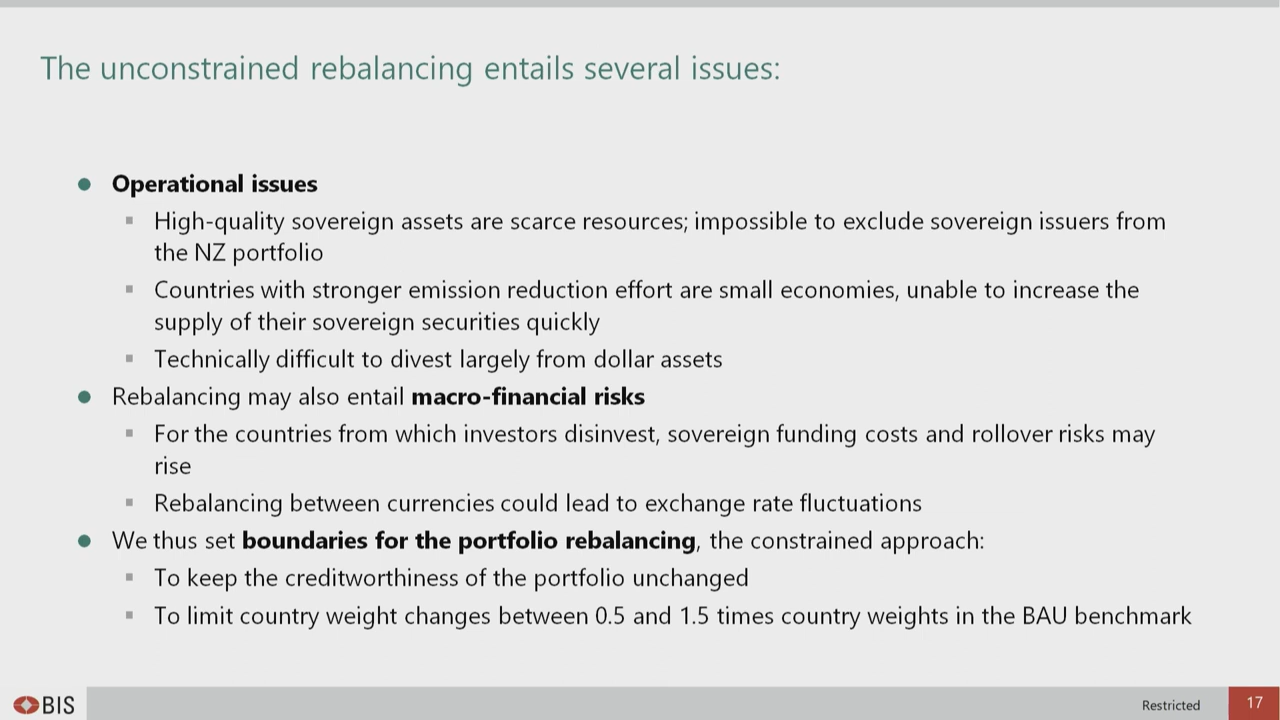 The unconstrained rebalancing entails several issues:
Operational issues
High-quality sovereign assets are scarce resources; impossible to exclude sovereign issuers from
the NZ portfolio
Countries with stronger emission reduction effort are small economies, unable to increase the
supply of their sovereign securities quickly
Technically difficult to divest largely from dollar assets
Rebalancing may also entail macro-financial risks
For the countries from which investors disinvest, sovereign funding costs and rollover risks may
rise
Rebalancing between currencies could lead to exchange rate fluctuations
We thus set boundaries for the portfolio rebalancing, the constrained approach:
To keep the creditworthiness of the portfolio unchanged
To limit country weight changes between 0.5 and 1.5 times country weights in the BAU benchmark
BIS
Restricted
17